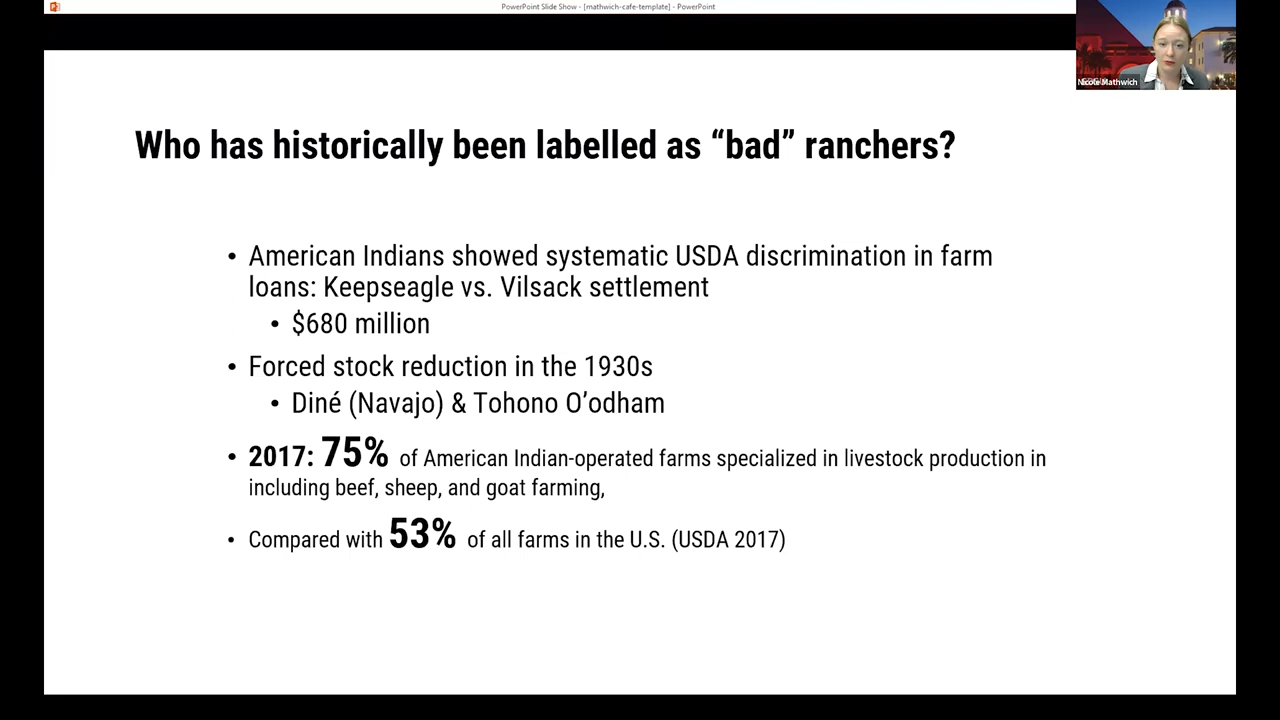 PowerPoint Slide Show - [mathwich-cafe-template] - PowerPoint
Nicole Mathwich
Who has historically been labelled as “bad” ranchers?
• American Indians showed systematic USDA discrimination in farm
loans: Keepseagle vs. Vilsack settlement
• $680 million
• Forced stock reduction in the 1930s
• Diné (Navajo) & Tohono O’odham
• 2017: 75% of American Indian-operated farms specialized in livestock production in
including beef, sheep, and goat farming,
• Compared with 53% of all farms in the U.S. (USDA 2017)